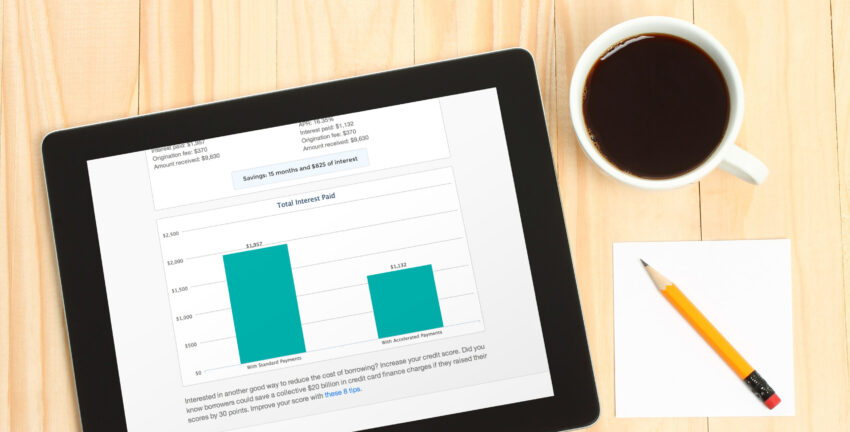 APR: 16.35%
Interest paid: $1,957
Interest paid: $1,132
Origination fee: $370
Origination fee: $370
Amount received: $9,630
Amount received: $9,630
Savings: 15 months and $825 of interest
Total Interest Paid
$2,500
$2,000
$1,500
$1,000
$500
$0
$1,957
$1,132
With Standard Payments
With Accelerated Payments
Interested in another good way to reduce the cost of borrowing? Increase your credit score. Did you
know borrowers could save a collective $20 billion in credit card finance charges if they raised their
scores by 30 points. Improve your score with these 8 tips.